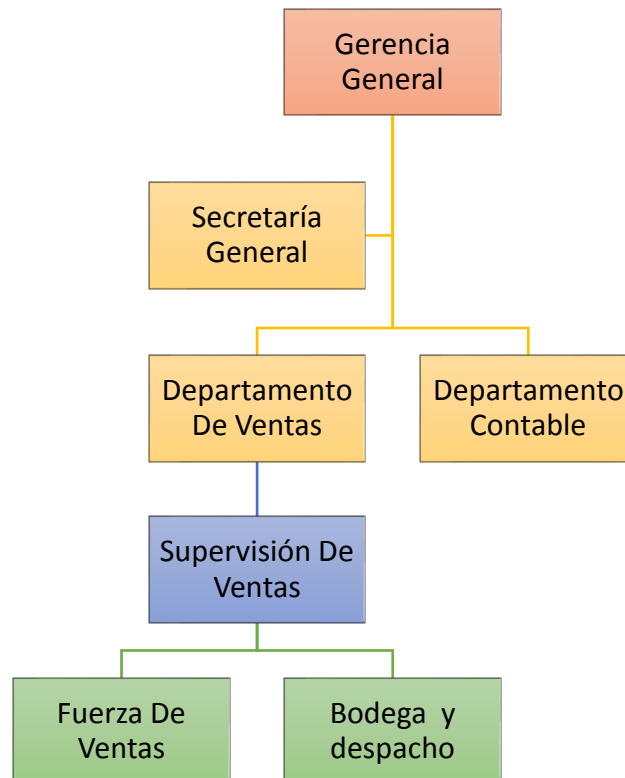 Gerencia
General
Secretaría
General
Departamento
De Ventas
Departamento
Contable
Supervisión De
Ventas
Fuerza De
Ventas
Bodega  y
despacho